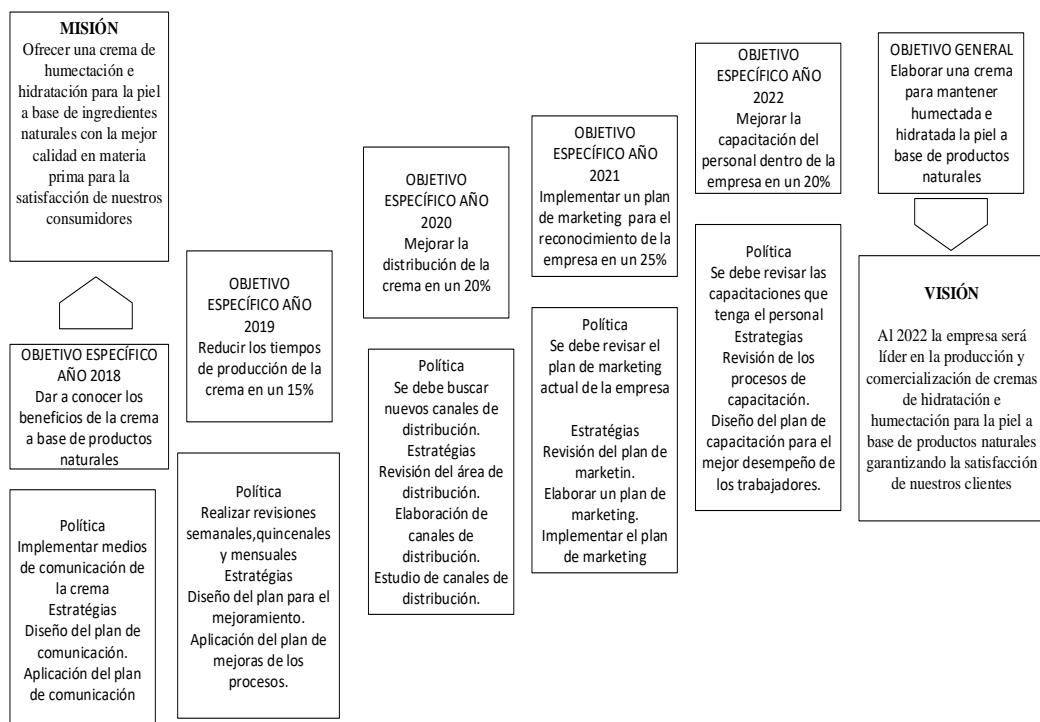 MISIÓN
Ofrecer una crema de
humectación e
hidratación para la piel
a base de ingredientes
naturales con la mejor
calidad en materia
prima para la
satisfacción de nuestros
consumidores
OBJETIVO ESPECÍFICO
AÑO 2018
Dar a conocer los
beneficios de la crema
a base de productos
naturales
Política
Implementar medios
de comunicación de
la crema
Estratégias
Diseño del plan de
comunicación.
Aplicación del plan
de comunicación
OBJETIVO
ESPECÍFICO AÑO
2019
Reducir los tiempos
de producción de la
crema en un 15%
Política
Realizar revisiones
semanales,quincenales
y mensuales
Estratégias
Diseño del plan para el
mejoramiento.
Aplicación del plan de
mejoras de los
procesos.
OBJETIVO
ESPECÍFICO AÑO
2020
Mejorar la
distribución de la
crema en un 20%
Política
Se debe buscar
nuevos canales de
distribución.
Estratégias
Revisión del área de
distribución.
Elaboración de
canales de
distribución.
Estudio de canales de
distribución.
OBJETIVO
ESPECÍFICO AÑO
2021
Implementar un plan
de marketing para el
reconocimiento de la
empresa en un 25%
Política
Se debe revisar el
plan de marketing
actual de la empresa
Estratégias
Revisión del plan de
marketin.
Elaborar un plan de
marketing.
Implementar el plan
de marketing
OBJETIVO
ESPECÍFICO AÑO
2022
Mejorar la
capacitación del
personal dentro de la
empresa en un 20%
Política
Se debe revisar las
capacitaciones que
tenga el personal
Estrategias
Revisión de los
procesos de
capacitación.
Diseño del plan de
capacitación para el
mejor desempeño de
los trabajadores.
OBJETIVO GENERAL
Elaborar una crema
para mantener
humectada e
hidratada la piel a
base de productos
naturales
VISIÓN
Al 2022 la empresa será
líder en la producción y
comercialización de cremas
de hidratación e
humectación para la piel a
base de productos naturales
garantizando la satisfacción
de nuestros clientes